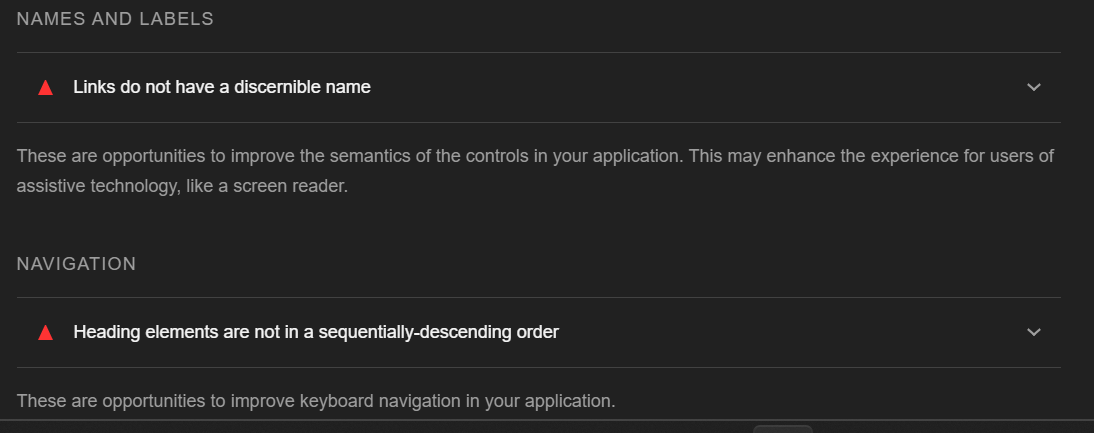 NAMES AND LABELS
Links do not have a discernible name
These are opportunities to improve the semantics of the controls in your application. This may enhance the experience for users of
assistive technology, like a screen reader.
NAVIGATION
Heading elements are not in a sequentially-descending order
These are opportunities to improve keyboard navigation in your application.